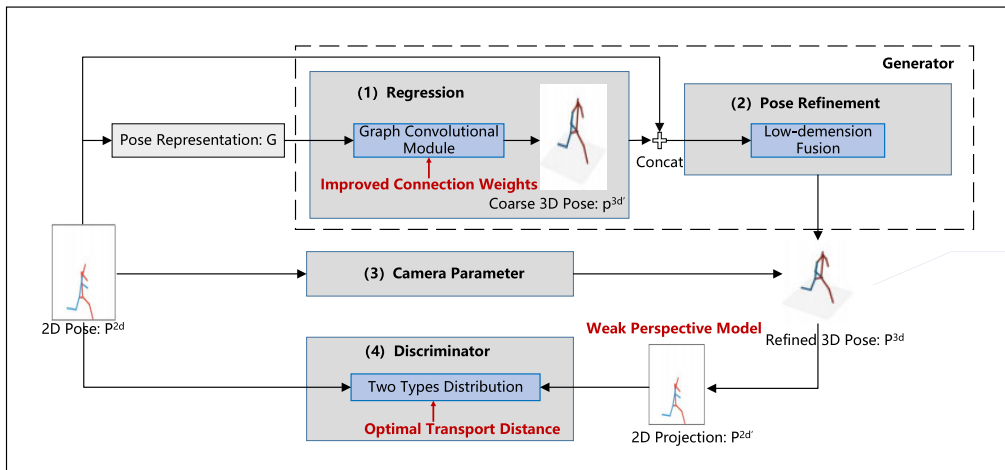 Generator
(1) Regression
(2) Pose Refinement
Pose Representation: G
Graph Convolutional
Module
Low-demension
Fusion
Concat
Improved Connection Weights
Coarse 3D Pose: p3d′
(3) Camera Parameter
2D Pose: P2d
Weak Perspective Model
Refined 3D Pose: P3d
(4) Discriminator
Two Types Distribution
Optimal Transport Distance
2D Projection: P2d′